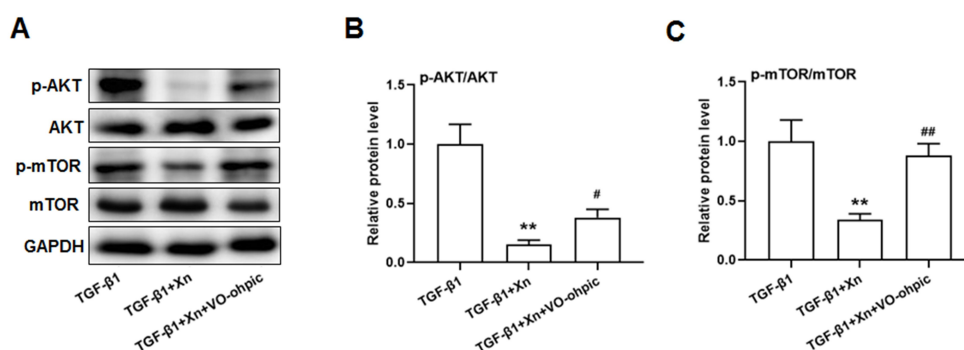 A
p-AKT
AKT
p-mTOR
mTOR
GAPDH
TGF-β1
TGF-β1+Xn
TGF-β1+Xn+VO-ohpic
B
p-AKT/AKT
Relative protein level
1.5
1.0
0.5
0.0
**
#
TGF-β1
TGF-β1+Xn
TGF-β1+Xn+VO-ohpic
C
p-mTOR/mTOR
Relative protein level
1.5
1.0
0.5
0.0
**
##
TGF-β1
TGF-β1+Xn
TGF-β1+Xn+VO-ohpic